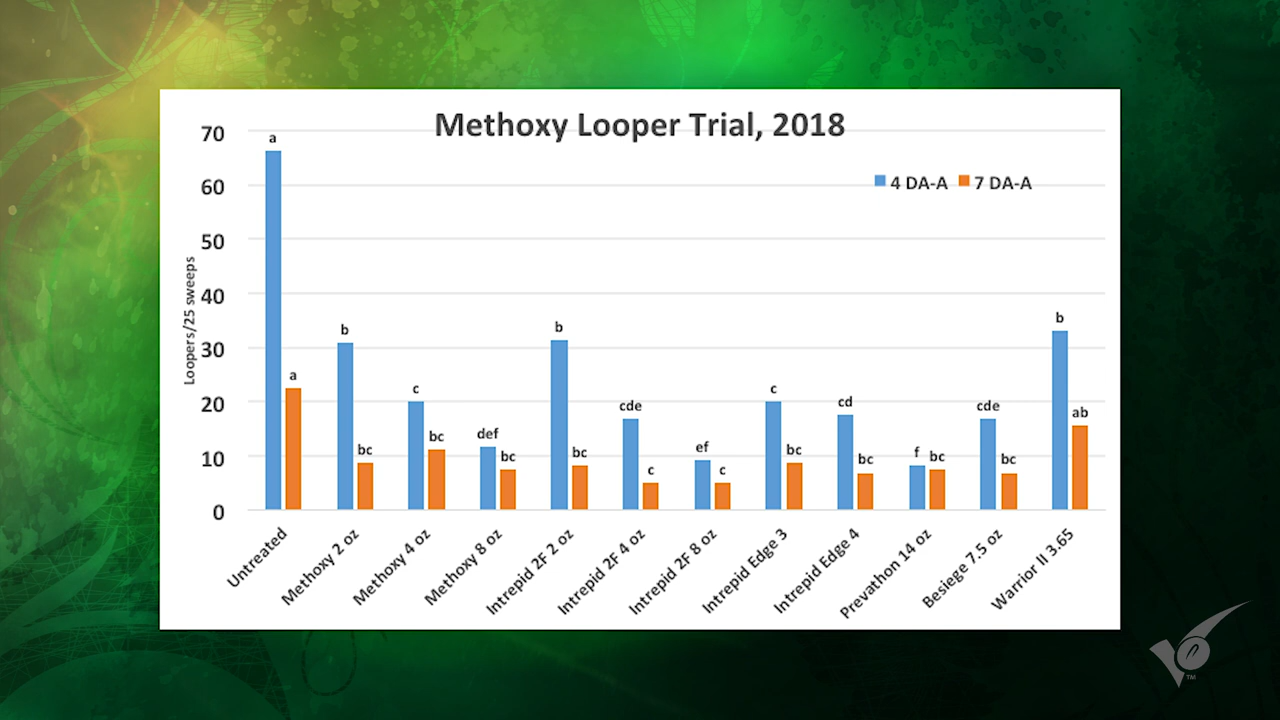 Methoxy Looper Trial, 2018
4 DA-A 7 DA-A
Loopers/25 sweeps
70
60
50
40
30
20
10
0
a a
b bc
c bc
def bc
b bc
cde c
ef c
c bc
cd bc
f bc
cde bc
b ab
Untreated
Methoxy 2 oz
Methoxy 4 oz
Methoxy 8 oz
Intrepid 2F 2 oz
Intrepid 2F 4 oz
Intrepid 2F 8 oz
Intrepid Edge 3
Intrepid Edge 4
Prevathon 14 oz
Besiege 7.5 oz
Warrior II 3.65
TM